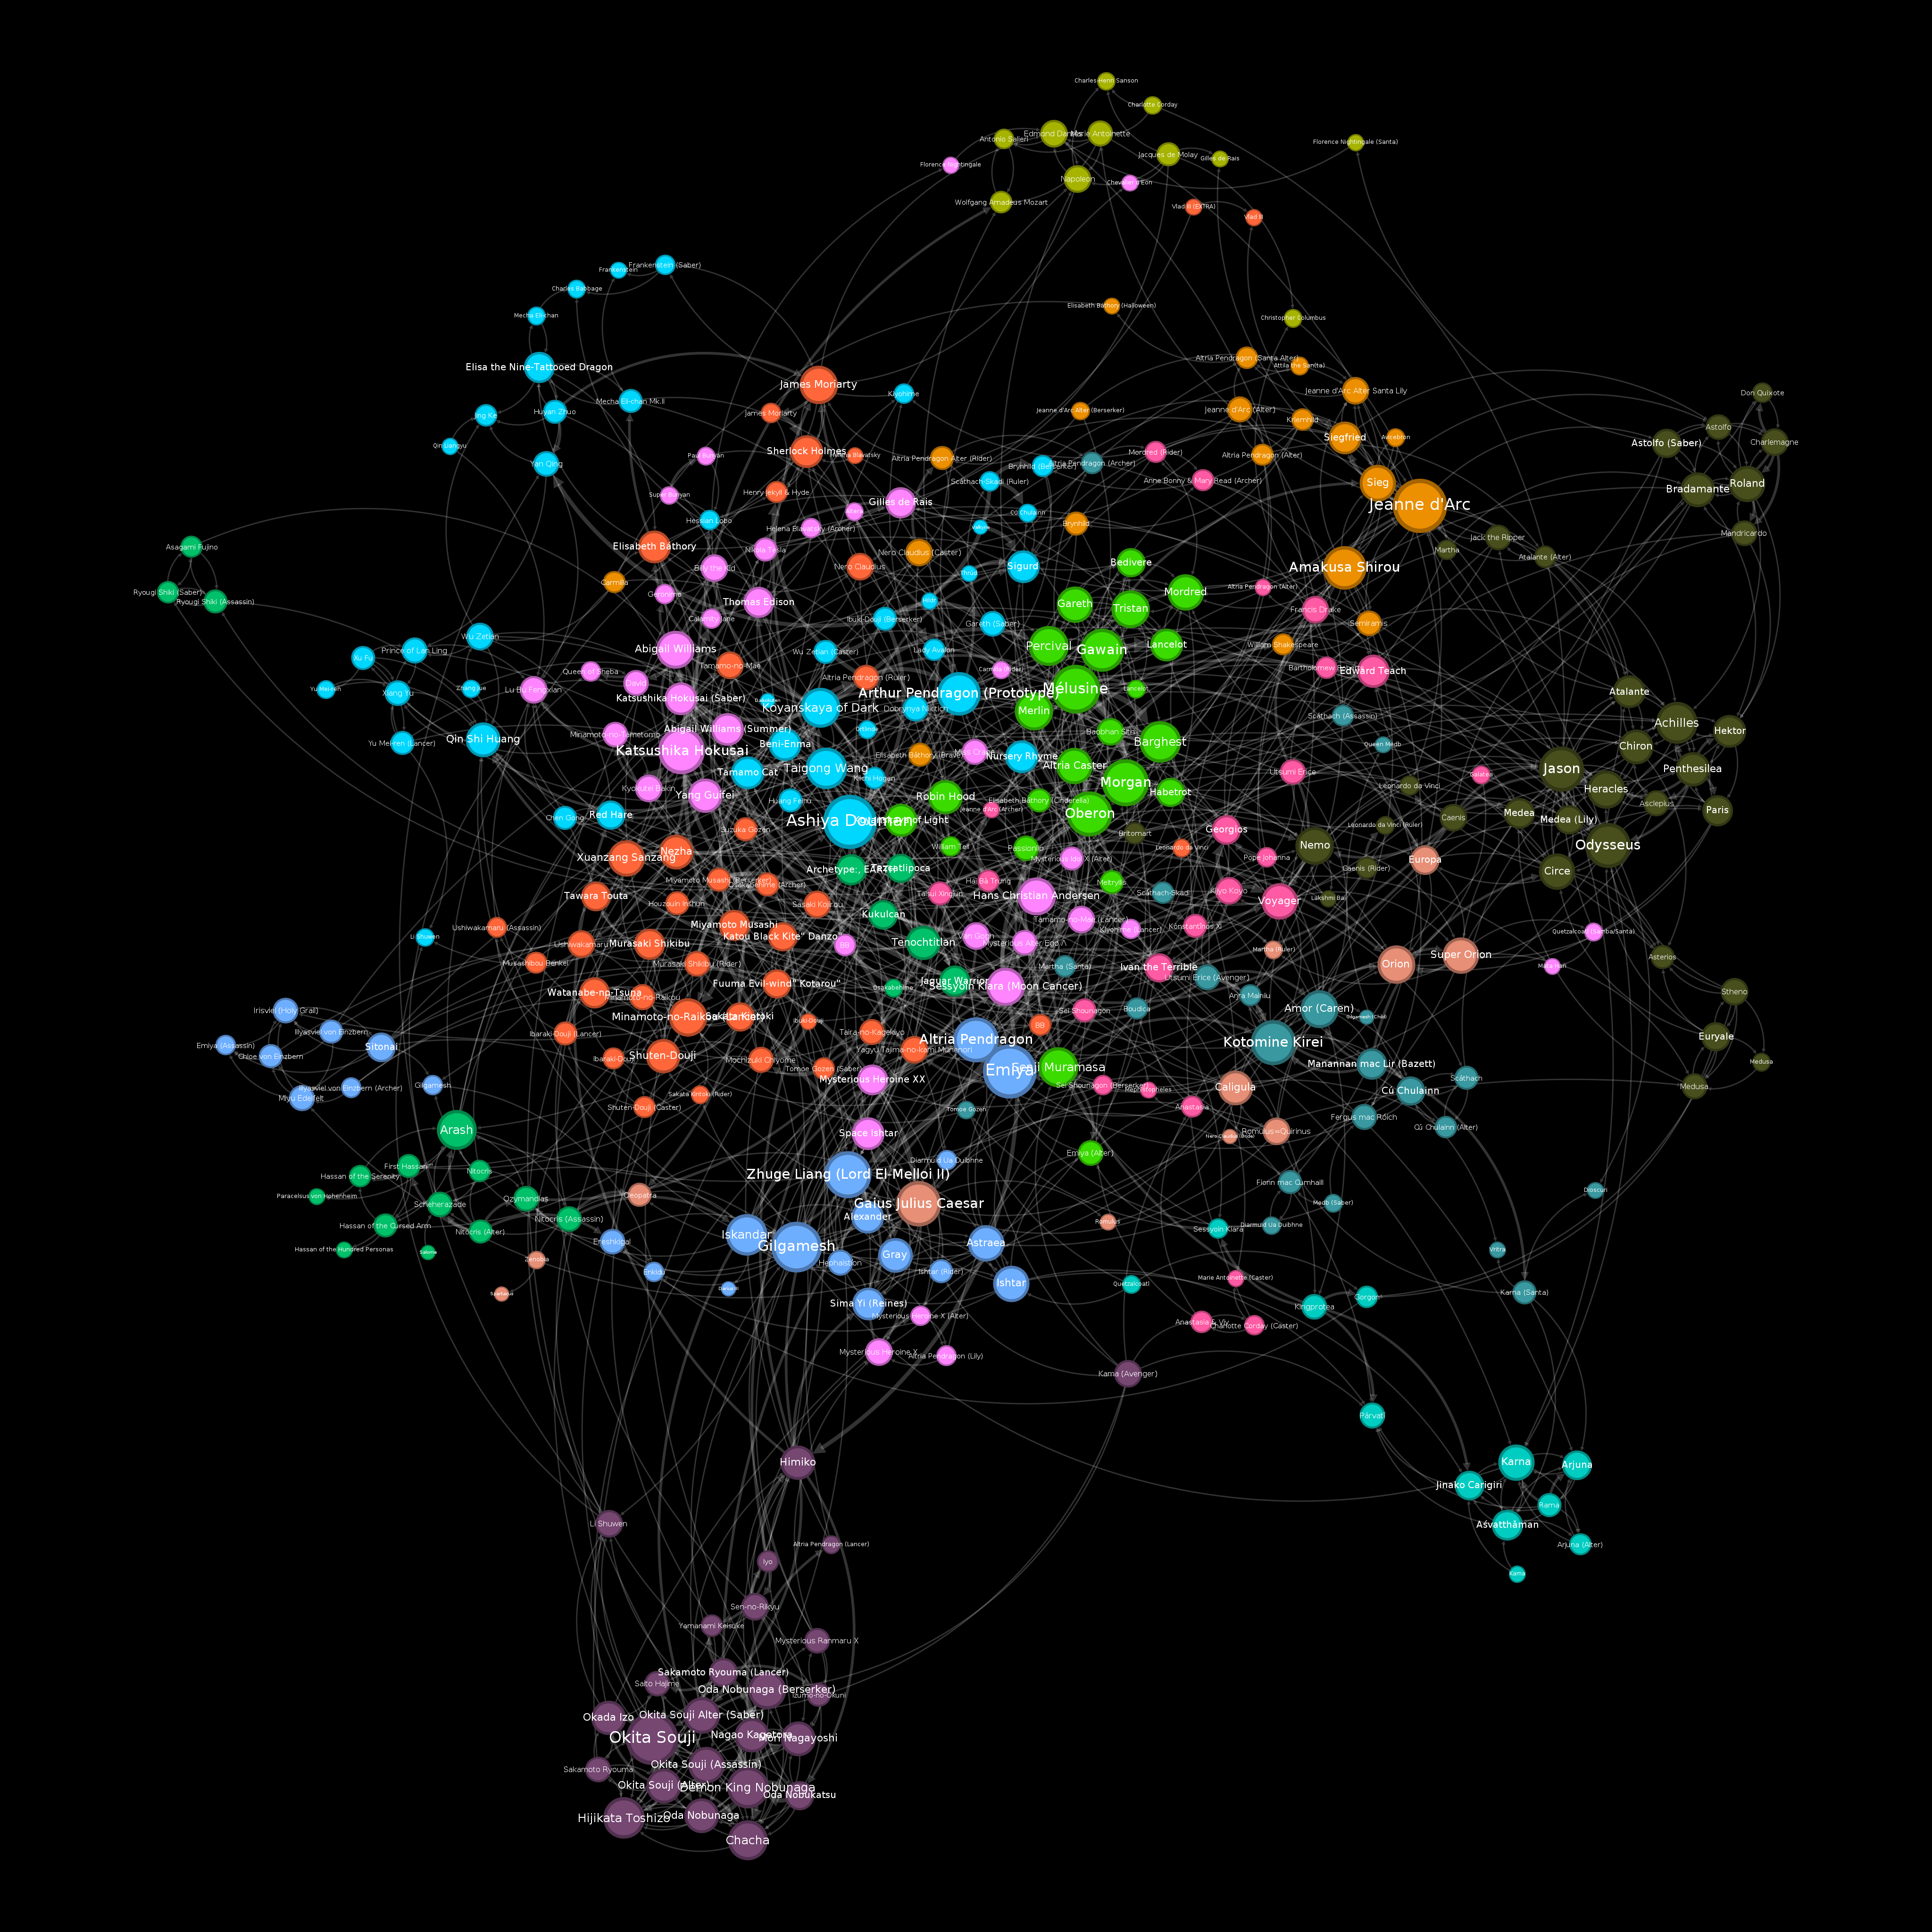 Charles-Henri Sanson
Charlotte Corday
Edmond Dantès
Marie Antoinette
Antonio Salieri
Florence Nightingale (Santa)
Jacques de Molay
Gilles de Rais
Florence Nightingale
Napoleon
Chevalier d'Eon
Wolfgang Amadeus Mozart
Vlad III (EXTRA)
Vlad III
Frankenstein (Saber)
Frankenstein
Charles Babbage
Elisabeth Báthory (Halloween)
Mecha Eli-chan
Christopher Columbus
Altria Pendragon (Santa Alter)
Attila the San(ta)
Elisa the Nine-Tattooed Dragon
James Moriarty
Kiyohime
Jeanne d'Arc Alter Santa Lily
Don Quixote
Mecha Eli-chan Mk.II
Huyan Zhuo
Jing Ke
James Moriarty
Jeanne d'Arc Alter (Berserker)
Jeanne d'Arc (Alter)
Kriemhild
Siegfried
Avicebron
Astolfo
Astolfo (Saber)
Charlemagne
Qin Liangyu
Sherlock Holmes
Mordred (Rider)
Altria Pendragon (Alter)
Paul Bunyan
Altria Pendragon Alter (Rider)
Brynhild (Berserker)
Altria Pendragon (Archer)
Yan Qing
Scáthach-Skadi (Ruler)
Anne Bonny & Mary Read (Archer)
Sieg
Roland
Bradamante
Super Bunyan
Henry Jekyll & Hyde
Gilles de Rais
Jeanne d'Arc
Hessian Lobo
Helena Blavatsky (Archer)
Cú Chulainn
Brynhild
Mandricardo
Jack the Ripper
Asagami Fujino
Elisabeth Báthory
Nikola Tesla
Nero Claudius (Caster)
Martha
Atalante (Alter)
Billy the Kid
Nero Claudius
Sigurd
Bedivere
Amakusa Shirou
Carmilla
Thrud
Altria Pendragon (Alter)
Ryougi Shiki (Saber)
Geronimo
Mordred
Ryougi Shiki (Assassin)
Thomas Edison
Gareth
Tristan
Francis Drake
Calamity Jane
Ibuki-Douji (Berserker)
Gareth (Saber)
Semiramis
Wu Zetian
Abigail Williams
Percival
Gawain
Lancelot
William Shakespeare
Prince of Lan Ling
Xu Fu
Wu Zetian (Caster)
Lady Avalon
Tamamo-no-Mae
Queen of Sheba
David
Altria Pendragon (Ruler)
Carmilla (Rider)
Edward Teach
Yu Mei-ren
Zhang Jue
Lu Bu Fengxian
Xiang Yu
Katsushika Hokusai (Saber)
Arthur Pendragon (Prototype)
Mélusine
Lancelot
Atalante
Koyanskaya of Dark
Dobrynya Nikitich
Merlin
Scáthach (Assassin)
Achilles
Abigail Williams (Summer)
Minamoto-no-Tametomo
Baobhan Sith
Hektor
Qin Shi Huang
Yu Mei-ren (Lancer)
Beni-Enma
Katsushika Hokusai
Barghest
Queen Medb
Chiron
Nursery Rhyme
Elisabeth Báthory (Brave)
Tamamo Cat
Taigong Wang
Altria Caster
Utsumi Erice
Galatea
Jason
Penthesilea
Kyokutei Bakin
Yang Guifei
Morgan
Habetrot
Leonardo da Vinci
Heracles
Huang Feihu
Robin Hood
Elisabeth Báthory (Cinderella)
Jeanne d'Arc (Archer)
Asclepius
Paris
Chen Gong
Red Hare
Ashiya Douman
Koyanskaya of Light
Oberon
Caenis
Medea
Medea (Lily)
Suzuka Gozen
Georgios
Leonardo da Vinci (Ruler)
Britomart
Xuanzang Sanzang
Nezha
William Tell
Passionlip
Leonardo da Vinci
Nemo
Odysseus
Mysterious Idol X (Alter)
Pope Johanna
Europa
Archetype: EARTH
Tezcatlipoca
Caenis (Rider)
Circe
Miyamoto Musashi (Berserker)
Osakabehime (Archer)
Hai Bà Trưng
Meltryllis
Kiyo Koyo
Tawara Touta
Taisui Xingjun
Hans Christian Andersen
Scáthach-Skadi
Voyager
Lakshmi Bai
Houzouin Inshun
Sasaki Kojirou
Kukulcan
Tamamo-no-Mae (Lancer)
Kiyohime (Lancer)
Konstantinos XI
Ushiwakamaru (Assassin)
Miyamoto Musashi
Quetzalcoatl (Samba/Santa)
Li Shuwen
Ushiwakamaru
Murasaki Shikibu
Katou Black Kite" Danzo"
BB
Tenochtitlan
Van Gogh
Mysterious Alter Ego Λ
Martha (Ruler)
Super Orion
Asterios
Musashibou Benkei
Murasaki Shikibu (Rider)
Martha (Santa)
Ivan the Terrible
Orion
Mata Hari
Utsumi Erice (Avenger)
Fuuma Evil-wind" Kotarou"
Jaguar Warrior
Sessyoin Kiara (Moon Cancer)
Osakabehime
Watanabe-no-Tsuna
Minamoto-no-Raikou
Angra Mainiu
Stheno
Irisviel (Holy Grail)
Boudica
Sei Shounagon
Amor (Caren)
Gilgamesh (Child)
Minamoto-no-Raikou (Lancer)
Sakata Kintoki
Ibuki-Douji
BB
Illyasviel von Einzbern
Ibaraki-Douji (Lancer)
Taira-no-Kagekiyo
Altria Pendragon
Kotomine Kirei
Euryale
Emiya (Assassin)
Sitonai
Yagyu Tajima-no-kami Munenori
Chloe von Einzbern
Ibaraki-Douji
Shuten-Douji
Mochizuki Chiyome
Tomoe Gozen (Saber)
Emiya
Senji Muramasa
Manannan mac Lir (Bazett)
Medusa
Mysterious Heroine XX
Scáthach
Gilgamesh
Illyasviel von Einzbern (Archer)
Sei Shounagon (Berserker)
Mephistopheles
Caligula
Cú Chulainn
Medusa
Miyu Edelfelt
Sakata Kintoki (Rider)
Shuten-Douji (Caster)
Tomoe Gozen
Anastasia
Fergus mac Róich
Cú Chulainn (Alter)
Arash
Space Ishtar
Nero Claudius (Bride)
Romulus=Quirinus
Emiya (Alter)
Diarmuid Ua Duibhne
First Hassan
Nitocris
Hassan of the Serenity
Zhuge Liang (Lord El-Melloi II)
Fionn mac Cumhaill
Dioscuri
Paracelsus von Hohenheim
Ozymandias
Cleopatra
Scheherazade
Gaius Julius Caesar
Medb (Saber)
Alexander
Nitocris (Assassin)
Romulus
Hassan of the Cursed Arm
Nitocris (Alter)
Sessyoin Kiara
Diarmuid Ua Duibhne
Iskandar
Ereshkigal
Gilgamesh
Astraea
Hassan of the Hundred Personas
Salome
Gray
Vritra
Zenobia
Hephaistion
Enkidu
Ishtar (Rider)
Marie Antoinette (Caster)
Ishtar
Quetzalcoatl
Darius III
Spartacus
Kama (Santa)
Gorgon
Sima Yi (Reines)
Kingprotea
Mysterious Heroine X (Alter)
Anastasia & Viy
Charlotte Corday (Caster)
Mysterious Heroine X
Altria Pendragon (Lily)
Kama (Avenger)
Pārvatī
Himiko
Karna
Arjuna
Jinako Carigiri
Rama
Li Shuwen
Aśvatthāman
Altria Pendragon (Lancer)
Arjuna (Alter)
Iyo
Kama
Sen-no-Rikyu
Yamanami Keisuke
Mysterious Ranmaru X
Sakamoto Ryouma (Lancer)
Saito Hajime
Oda Nobunaga (Berserker)
Izumo-no-Okuni
Okita Souji Alter (Saber)
Okada Izo
Nagao Kagetora
Okita Souji
Mori Nagayoshi
Okita Souji (Assassin)
Sakamoto Ryouma
Okita Souji (Alter)
Demon King Nobunaga
Oda Nobukatsu
Oda Nobunaga
Hijikata Toshizo
Chacha